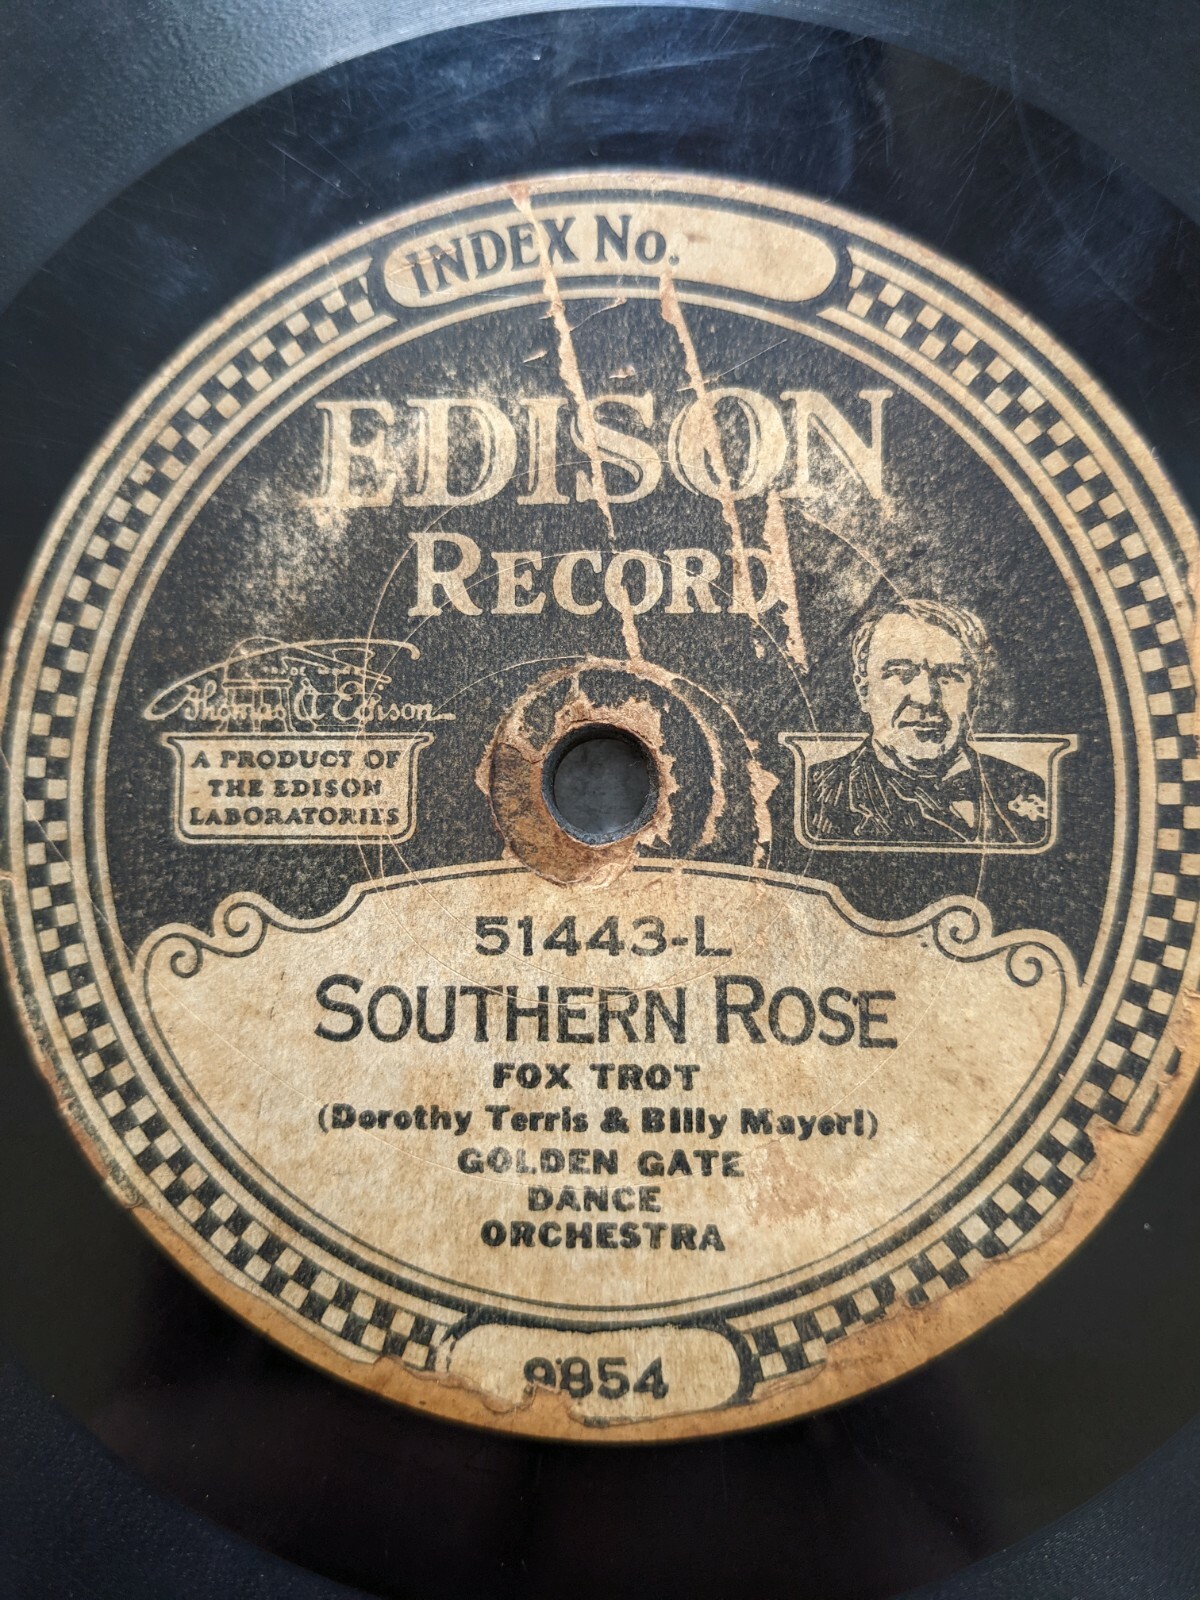 INDEX No.
EDISON
RECORD
Thomas A Edison
A PRODUCT OF
THE EDISON
LABORATORIES
51443-L
SOUTHERN ROSE
FOX TROT
(Dorothy Terris & Billy Mayerl)
GOLDEN GATE
DANCE
ORCHESTRA
9854